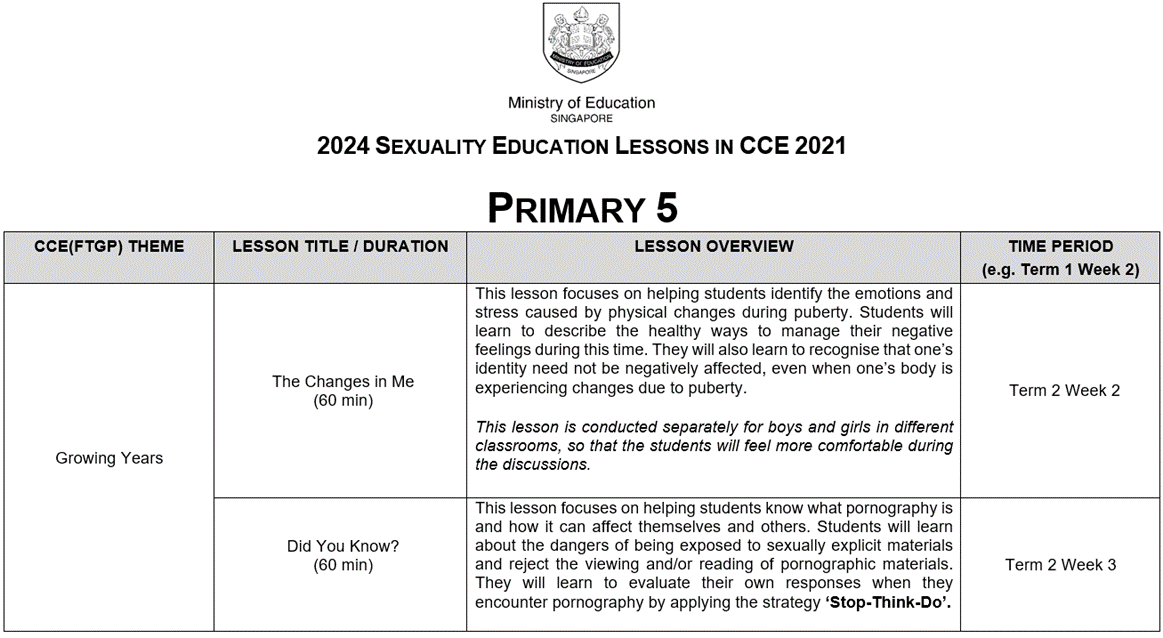 MINISTRY OF EDUCATION
SINGAPORE
Ministry of Education
SINGAPORE
2024 SEXUALITY EDUCATION LESSONS IN CCE 2021
PRIMARY 5
CCE(FTGP) THEME
LESSON TITLE / DURATION
LESSON OVERVIEW
TIME PERIOD
(e.g. Term 1 Week 2)
Growing Years
The Changes in Me
(60 min)
This lesson focuses on helping students identify the emotions and
stress caused by physical changes during puberty. Students will
learn to describe the healthy ways to manage their negative
feelings during this time. They will also learn to recognise that one’s
identity need not be negatively affected, even when one’s body is
experiencing changes due to puberty.
This lesson is conducted separately for boys and girls in different
classrooms, so that the students will feel more comfortable during
the discussions.
Term 2 Week 2
Did You Know?
(60 min)
This lesson focuses on helping students know what pornography is
and how it can affect themselves and others. Students will learn
about the dangers of being exposed to sexually explicit materials
and reject the viewing and/or reading of pornographic materials.
They will learn to evaluate their own responses when they
encounter pornography by applying the strategy ‘Stop-Think-Do’.
Term 2 Week 3